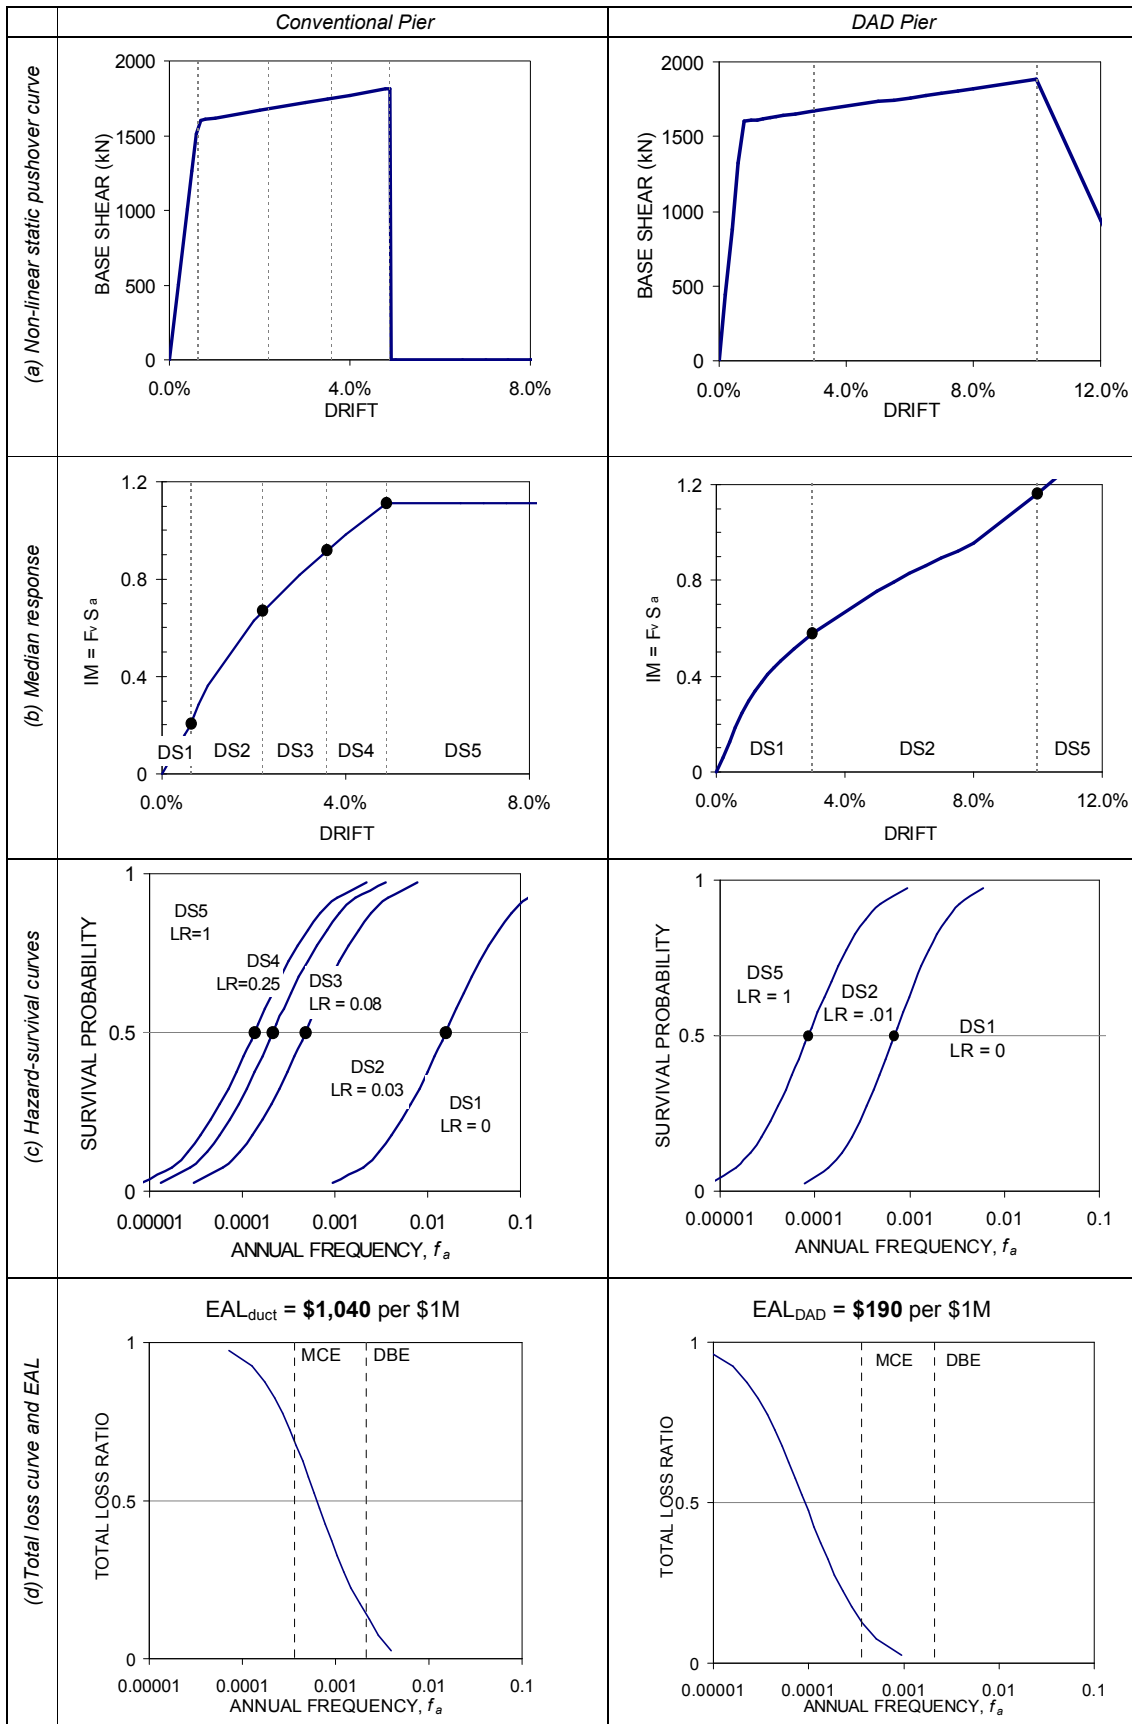 Conventional Pier
DAD Pier
(a) Non-linear static pushover curve
BASE SHEAR (kN)
2000
1500
1000
500
0
0.0%
4.0%
8.0%
DRIFT
BASE SHEAR (kN)
2000
1500
1000
500
0
0.0%
4.0%
8.0%
12.0%
DRIFT
(b) Median response
IM = Fv Sa
1.2
0.8
0.4
0
DS1
DS2
DS3
DS4
DS5
0.0%
4.0%
8.0%
DRIFT
IM = Fv Sa
1.2
0.8
0.4
0
DS1
DS2
DS5
0.0%
4.0%
8.0%
12.0%
DRIFT
(c) Hazard-survival curves
SURVIVAL PROBABILITY
1
0.5
0
DS5
LR=1
DS4
LR=0.25
DS3
LR = 0.08
DS2
LR = 0.03
DS1
LR = 0
0.00001
0.0001
0.001
0.01
0.1
ANNUAL FREQUENCY, fa
SURVIVAL PROBABILITY
1
0.5
0
DS5
LR = 1
DS2
LR = .01
DS1
LR = 0
0.00001
0.0001
0.001
0.01
0.1
ANNUAL FREQUENCY, fa
(d)Total loss curve and EAL
EALduct = $1,040 per $1M
TOTAL LOSS RATIO
1
0.5
0
MCE
DBE
0.00001
0.0001
0.001
0.01
0.1
ANNUAL FREQUENCY, fa
EALDAD = $190 per $1M
TOTAL LOSS RATIO
1
0.5
0
MCE
DBE
0.00001
0.0001
0.001
0.01
0.1
ANNUAL FREQUENCY, fa